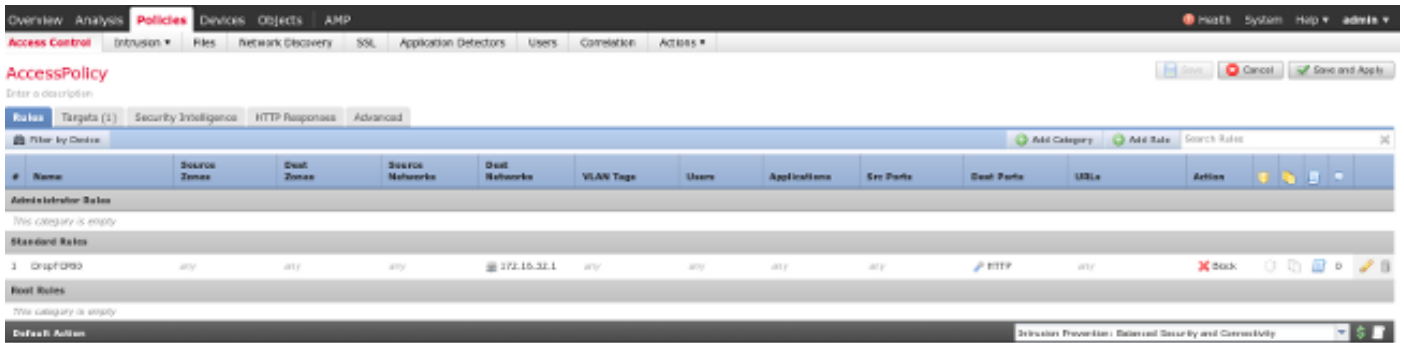 Overview Analysis Policies Devices Objects AMP Health System Help admin
Access Control Intrusion Files Network Discovery SSL Application Detectors Users Correlation Actions
AccessPolicy Save Cancel Save and Apply
Enter a description
Rules Targets (1) Security Intelligence HTTP Responses Advanced
Filter by Device Add Category Add Rule Search Rules
# Name Source Zones Dest Zones Source Networks Dest Networks VLAN Tags Users Applications Src Ports Dest Ports URLs Action
Administrator Rules
This category is empty
Standard Rules
1 DropTCP80 any any any 172.16.32.1 any any any any HTTP any Block 0
Root Rules
This category is empty
Default Action Intrusion Prevention: Balanced Security and Connectivity